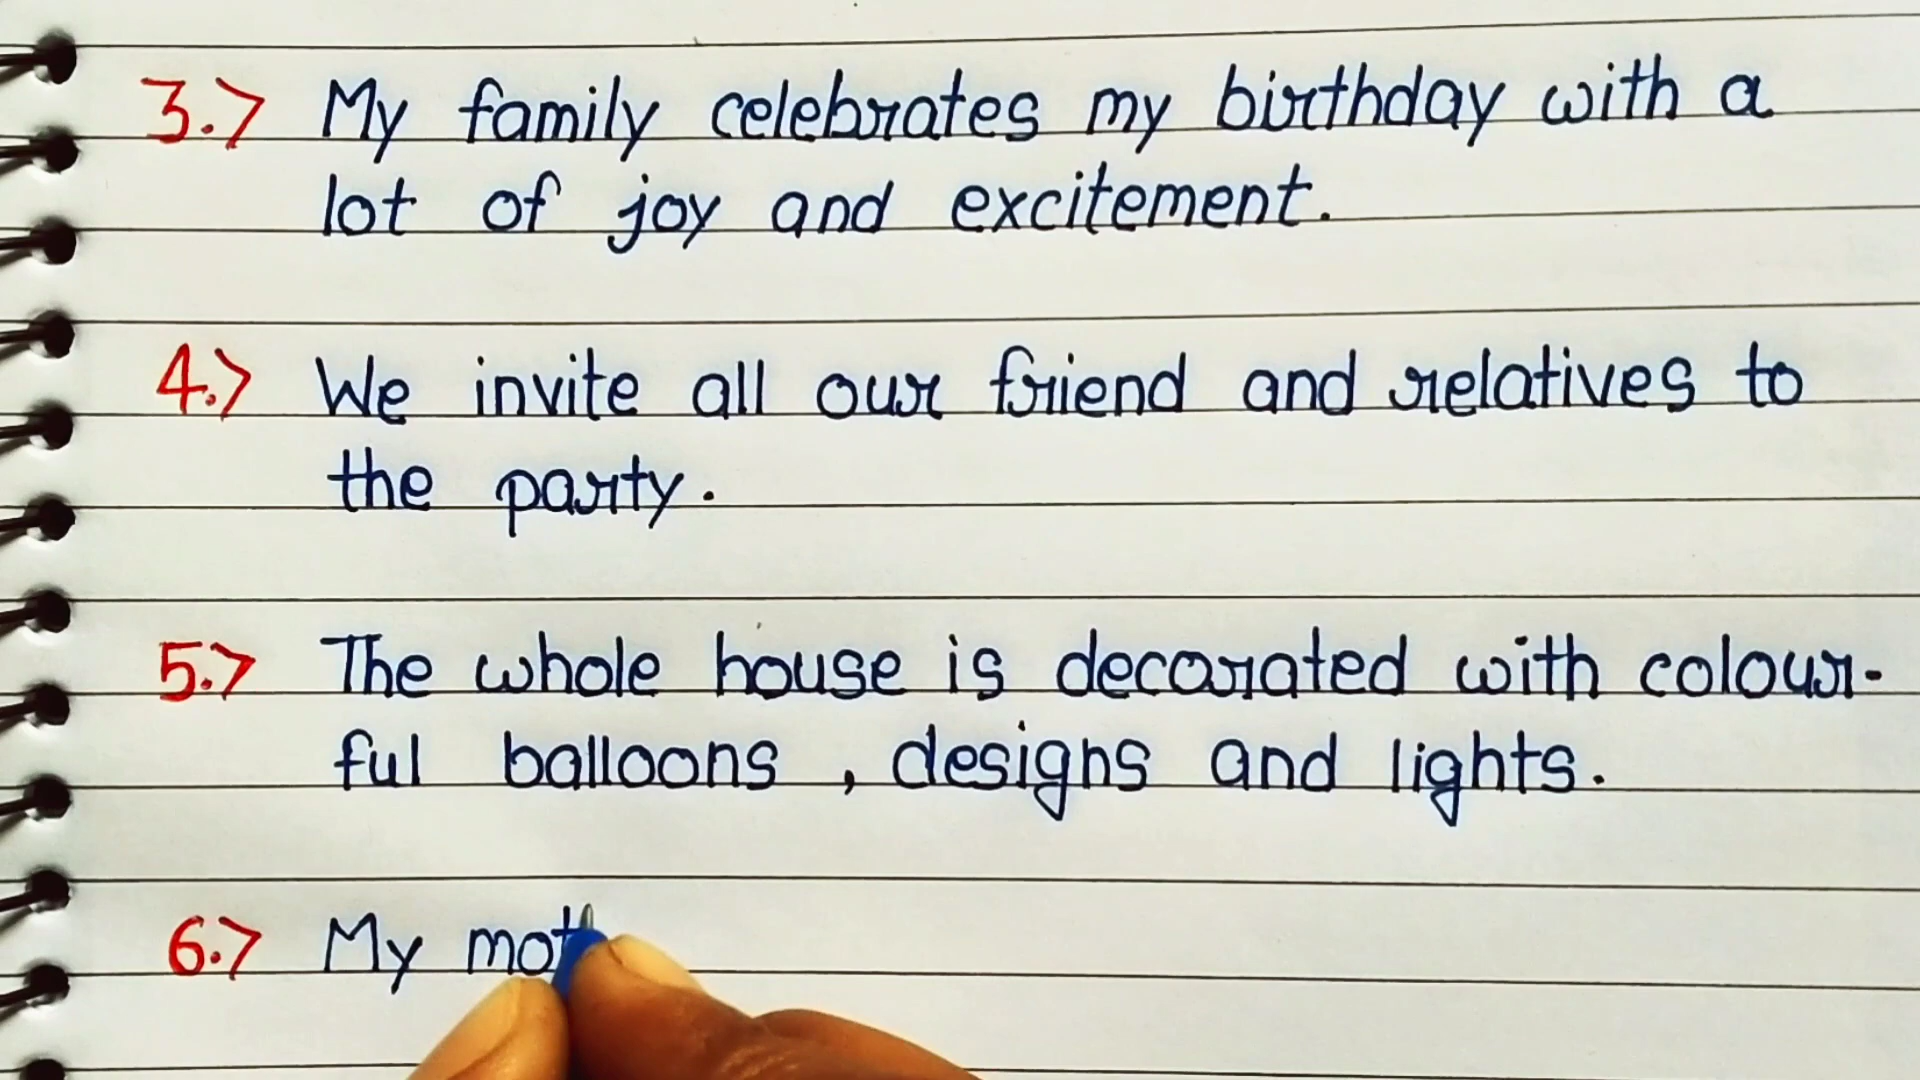 3.> My family celebrates my birthday with a
lot of joy and excitement.
4.> We invite all our friend and relatives to
the party.
5.> The whole house is decorated with colour-
ful balloons , designs and lights.
6.> My mot